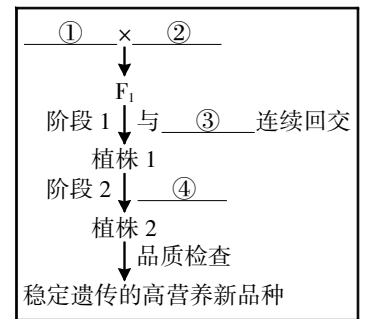 ① × ②
F₁
阶段 1 与 ③ 连续回交
植株 1
阶段 2 ④
植株 2
品质检查
稳定遗传的高营养新品种